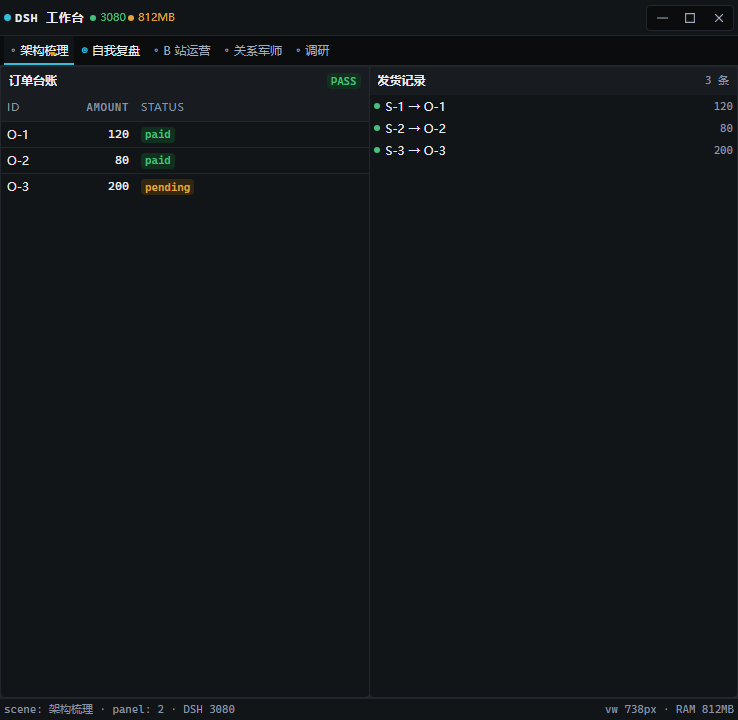 DSH 工作台 3080 812MB
架构梳理 自我复盘 B 站运营 关系军师 调研
订单台账 PASS
ID AMOUNT STATUS
O-1 120 paid
O-2 80 paid
O-3 200 pending
发货记录 3 条
S-1 → O-1 120
S-2 → O-2 80
S-3 → O-3 200
scene: 架构梳理 · panel: 2 · DSH 3080
vw 738px · RAM 812MB